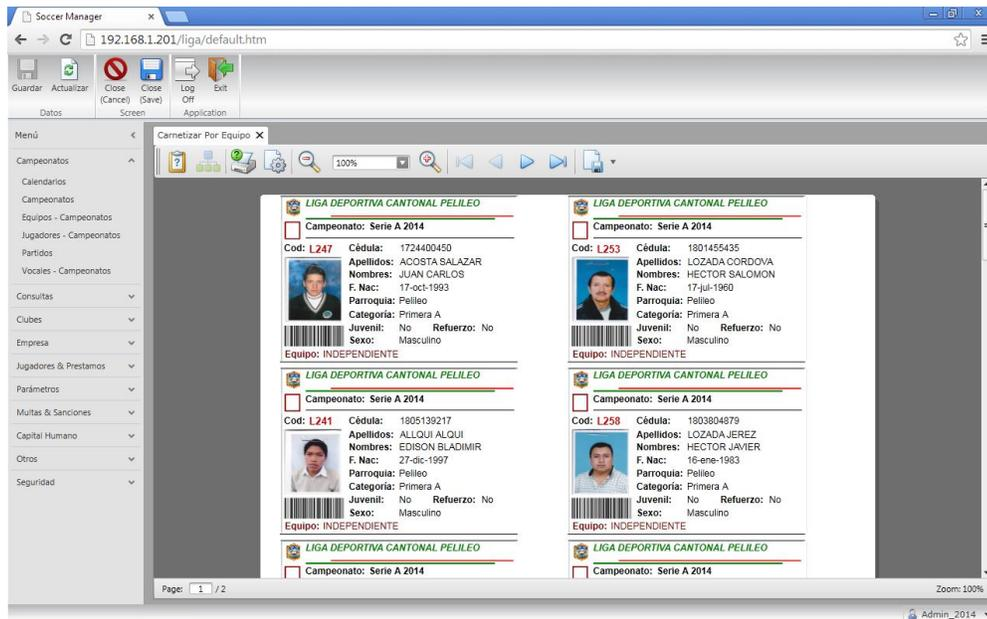 Soccer Manager
192.168.1.201/liga/default.htm
Guardar Actualizar Close (Cancel) Close (Save) Log Off Exit
Datos Screen Application
Menú
Campeonatos
Calendarios
Campeonatos
Equipos - Campeonatos
Jugadores - Campeonatos
Partidos
Vocales - Campeonatos
Consultas
Clubes
Empresa
Jugadores & Prestamos
Parámetros
Multas & Sanciones
Capital Humano
Otros
Seguridad
Carnetizar Por Equipo
100%
LIGA DEPORTIVA CANTONAL PELILEO
Campeonato: Serie A 2014
Cod: L247 Cédula: 1724400450
Apellidos: ACOSTA SALAZAR
Nombres: JUAN CARLOS
F. Nac: 17-oct-1993
Parroquia: Pelileo
Categoría: Primera A
Juvenil: No Refuerzo: No
Sexo: Masculino
Equipo: INDEPENDIENTE
LIGA DEPORTIVA CANTONAL PELILEO
Campeonato: Serie A 2014
Cod: L253 Cédula: 1801455435
Apellidos: LOZADA CORDOVA
Nombres: HECTOR SALOMON
F. Nac: 17-jul-1960
Parroquia: Pelileo
Categoría: Primera A
Juvenil: No Refuerzo: No
Sexo: Masculino
Equipo: INDEPENDIENTE
LIGA DEPORTIVA CANTONAL PELILEO
Campeonato: Serie A 2014
Cod: L241 Cédula: 1805139217
Apellidos: ALLQUI ALQUI
Nombres: EDISON BLADIMIR
F. Nac: 27-dic-1997
Parroquia: Pelileo
Categoría: Primera A
Juvenil: No Refuerzo: No
Sexo: Masculino
Equipo: INDEPENDIENTE
LIGA DEPORTIVA CANTONAL PELILEO
Campeonato: Serie A 2014
Cod: L258 Cédula: 1803804879
Apellidos: LOZADA JEREZ
Nombres: HECTOR JAVIER
F. Nac: 16-ene-1983
Parroquia: Pelileo
Categoría: Primera A
Juvenil: No Refuerzo: No
Sexo: Masculino
Equipo: INDEPENDIENTE
LIGA DEPORTIVA CANTONAL PELILEO
Campeonato: Serie A 2014
LIGA DEPORTIVA CANTONAL PELILEO
Campeonato: Serie A 2014
Page: 1 / 2
Zoom: 100%
Admin_2014